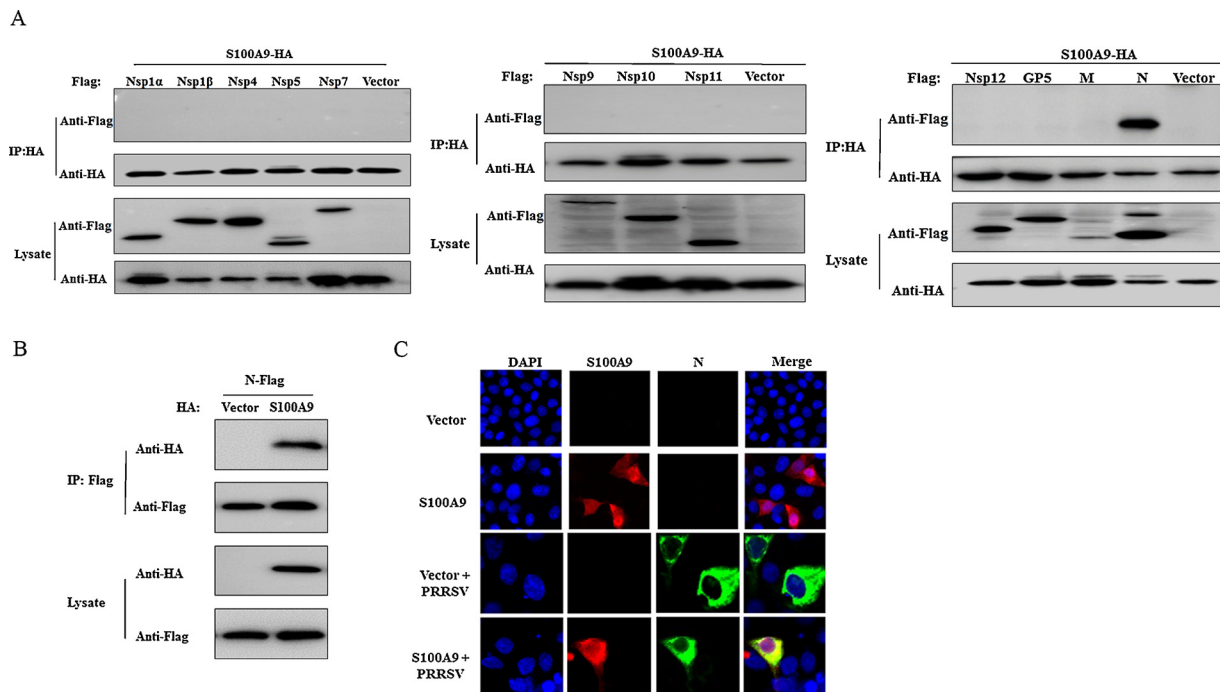 A
S100A9-HA
Flag: Nsp1α Nsp1β Nsp4 Nsp5 Nsp7 Vector
Anti-Flag
IP:HA
Anti-HA
Anti-Flag
Lysate
Anti-HA
S100A9-HA
Flag: Nsp9 Nsp10 Nsp11 Vector
Anti-Flag
IP:HA
Anti-HA
Anti-Flag
Lysate
Anti-HA
S100A9-HA
Flag: Nsp12 GP5 M N Vector
Anti-Flag
IP:HA
Anti-HA
Anti-Flag
Lysate
Anti-HA
B
N-Flag
HA: Vector S100A9
Anti-HA
IP: Flag
Anti-Flag
Anti-HA
Lysate
Anti-Flag
C
DAPI S100A9 N Merge
Vector
S100A9
Vector +
PRRSV
S100A9 +
PRRSV